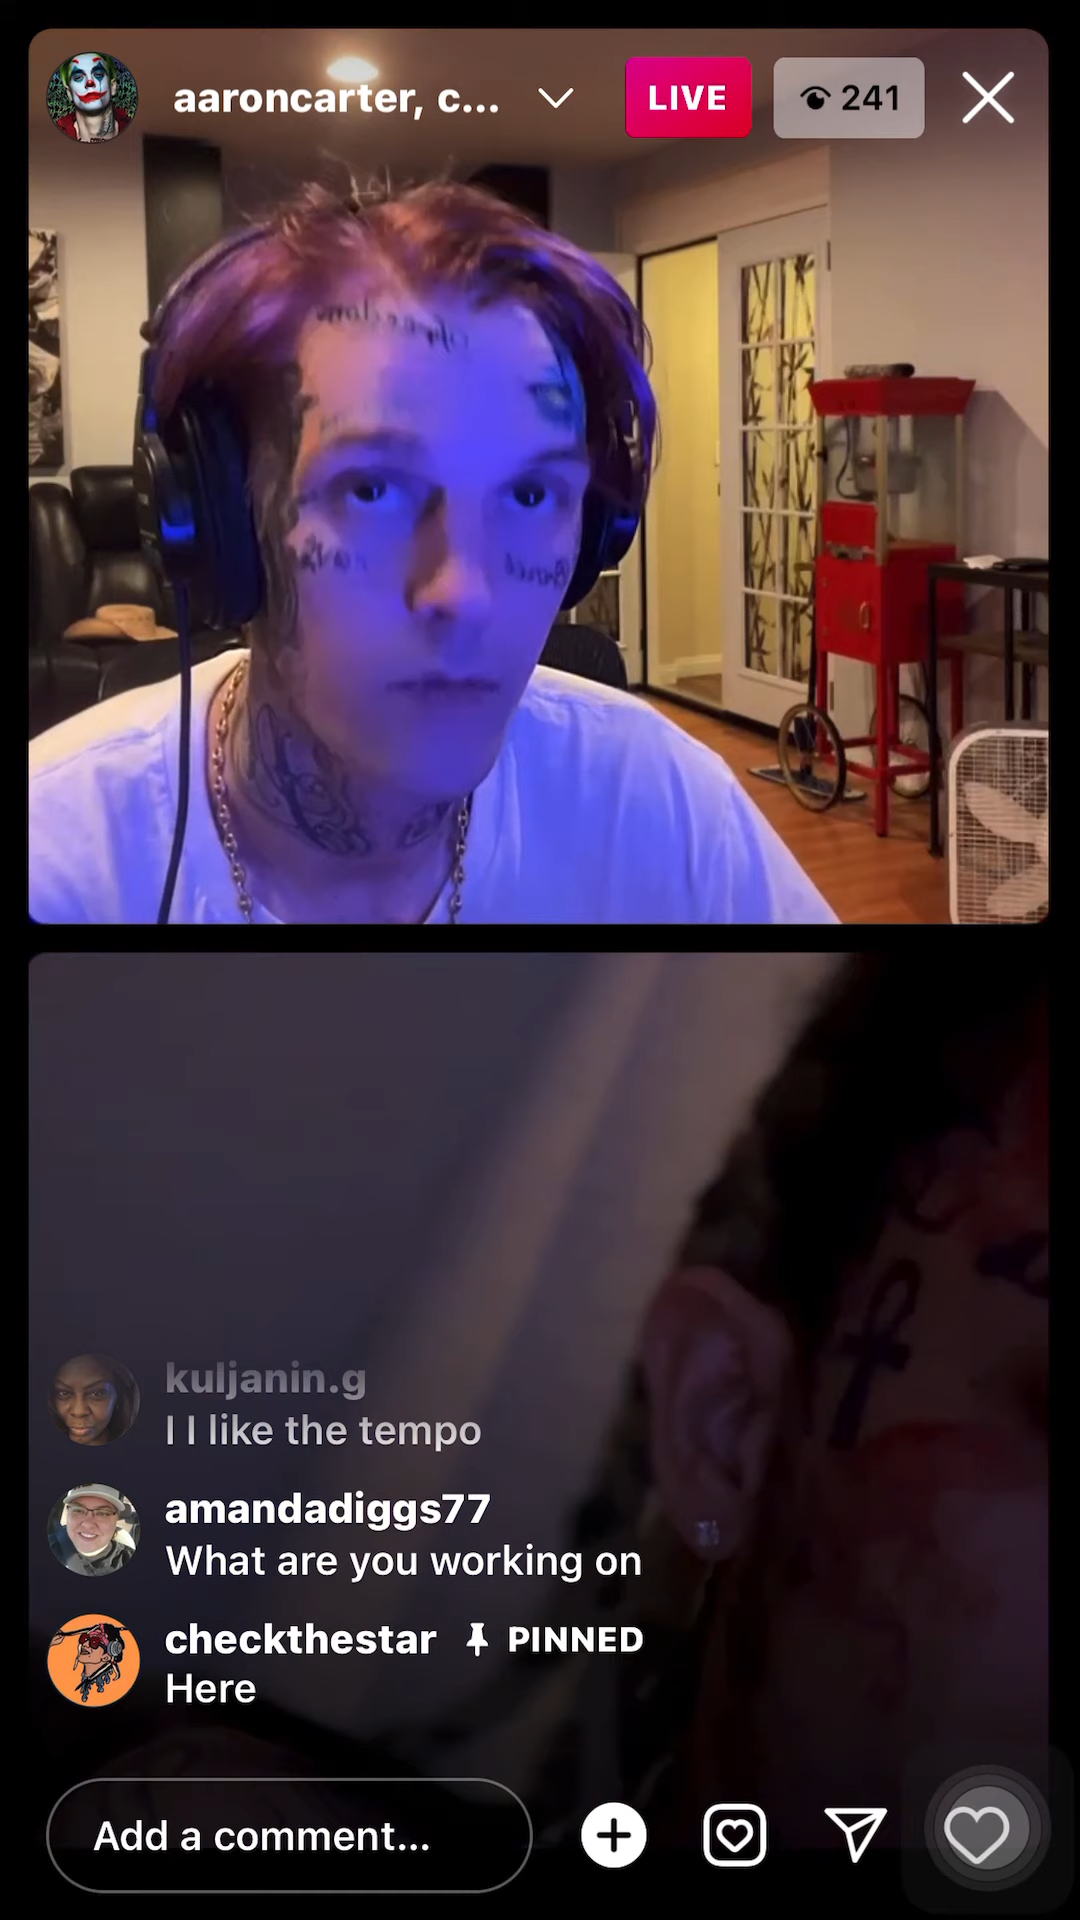 aaroncarter, c...
LIVE
241
kuljanin.g
I I like the tempo
amandadiggs77
What are you working on
checkthestar PINNED
Here
Add a comment...